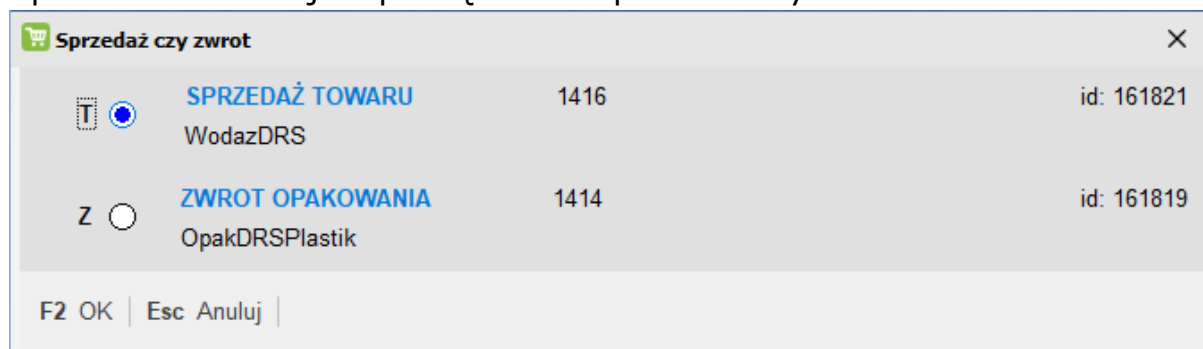 Sprzedaż czy zwrot
T SPRZEDAŻ TOWARU 1416 id: 161821
WodazDRS
Z ZWROT OPAKOWANIA 1414 id: 161819
OpakDRSPlastik
F2 OK | Esc Anuluj |